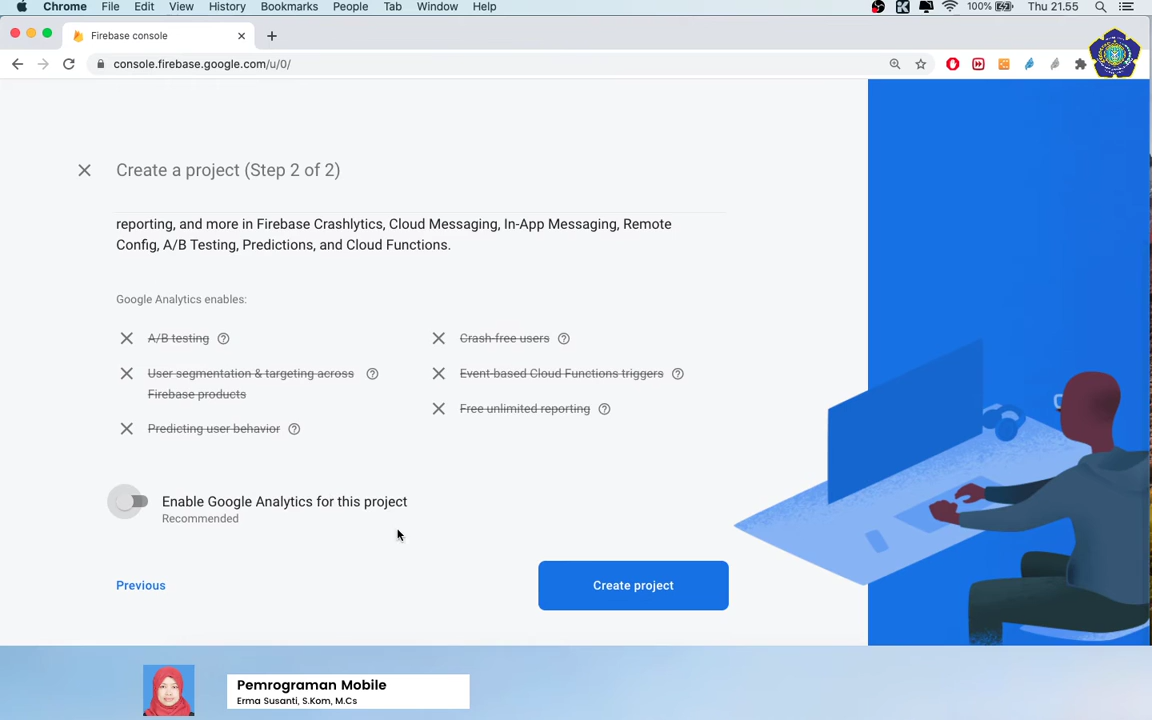 Chrome File Edit View History Bookmarks People Tab Window Help 100% Thu 21.55
Firebase console
console.firebase.google.com/u/0/
Create a project (Step 2 of 2)
reporting, and more in Firebase Crashlytics, Cloud Messaging, In-App Messaging, Remote
Config, A/B Testing, Predictions, and Cloud Functions.
Google Analytics enables:
A/B testing
Crash-free users
User segmentation & targeting across
Firebase products
Event-based Cloud Functions triggers
Free unlimited reporting
Predicting user behavior
Enable Google Analytics for this project
Recommended
Previous
Create project
Pemrograman Mobile
Erma Susanti, S.Kom, M.Cs